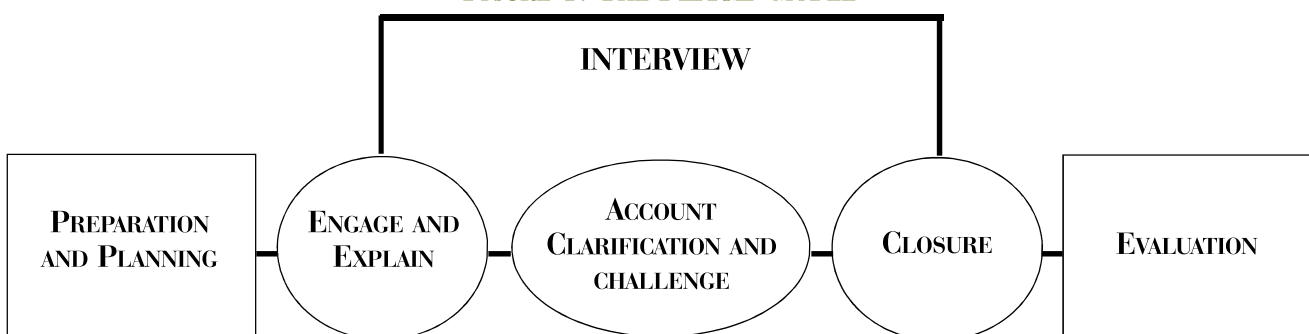 INTERVIEW
PREPARATION
AND PLANNING
ENGAGE AND
EXPLAIN
ACCOUNT
CLARIFICATION AND
CHALLENGE
CLOSURE
EVALUATION